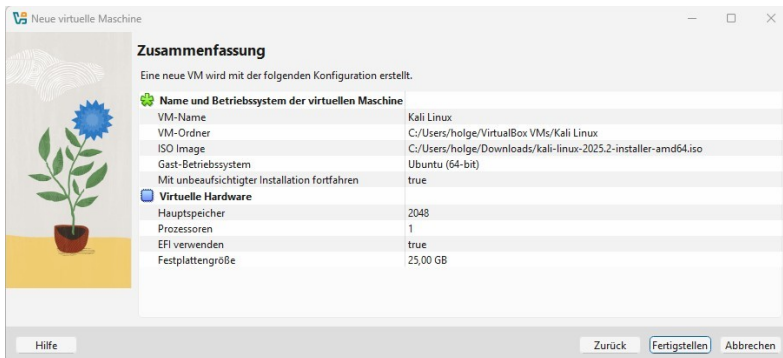 Neue virtuelle Maschine
Zusammenfassung
Eine neue VM wird mit der folgenden Konfiguration erstellt.
Name und Betriebssystem der virtuellen Maschine
VM-Name Kali Linux
VM-Ordner C:/Users/holge/VirtualBox VMs/Kali Linux
ISO Image C:/Users/holge/Downloads/kali-linux-2025.2-installer-amd64.iso
Gast-Betriebssystem Ubuntu (64-bit)
Mit unbeaufsichtigter Installation fortfahren true
Virtuelle Hardware
Hauptspeicher 2048
Prozessoren 1
EFI verwenden true
Festplattengröße 25,00 GB
Hilfe Zurück Fertigstellen Abbrechen